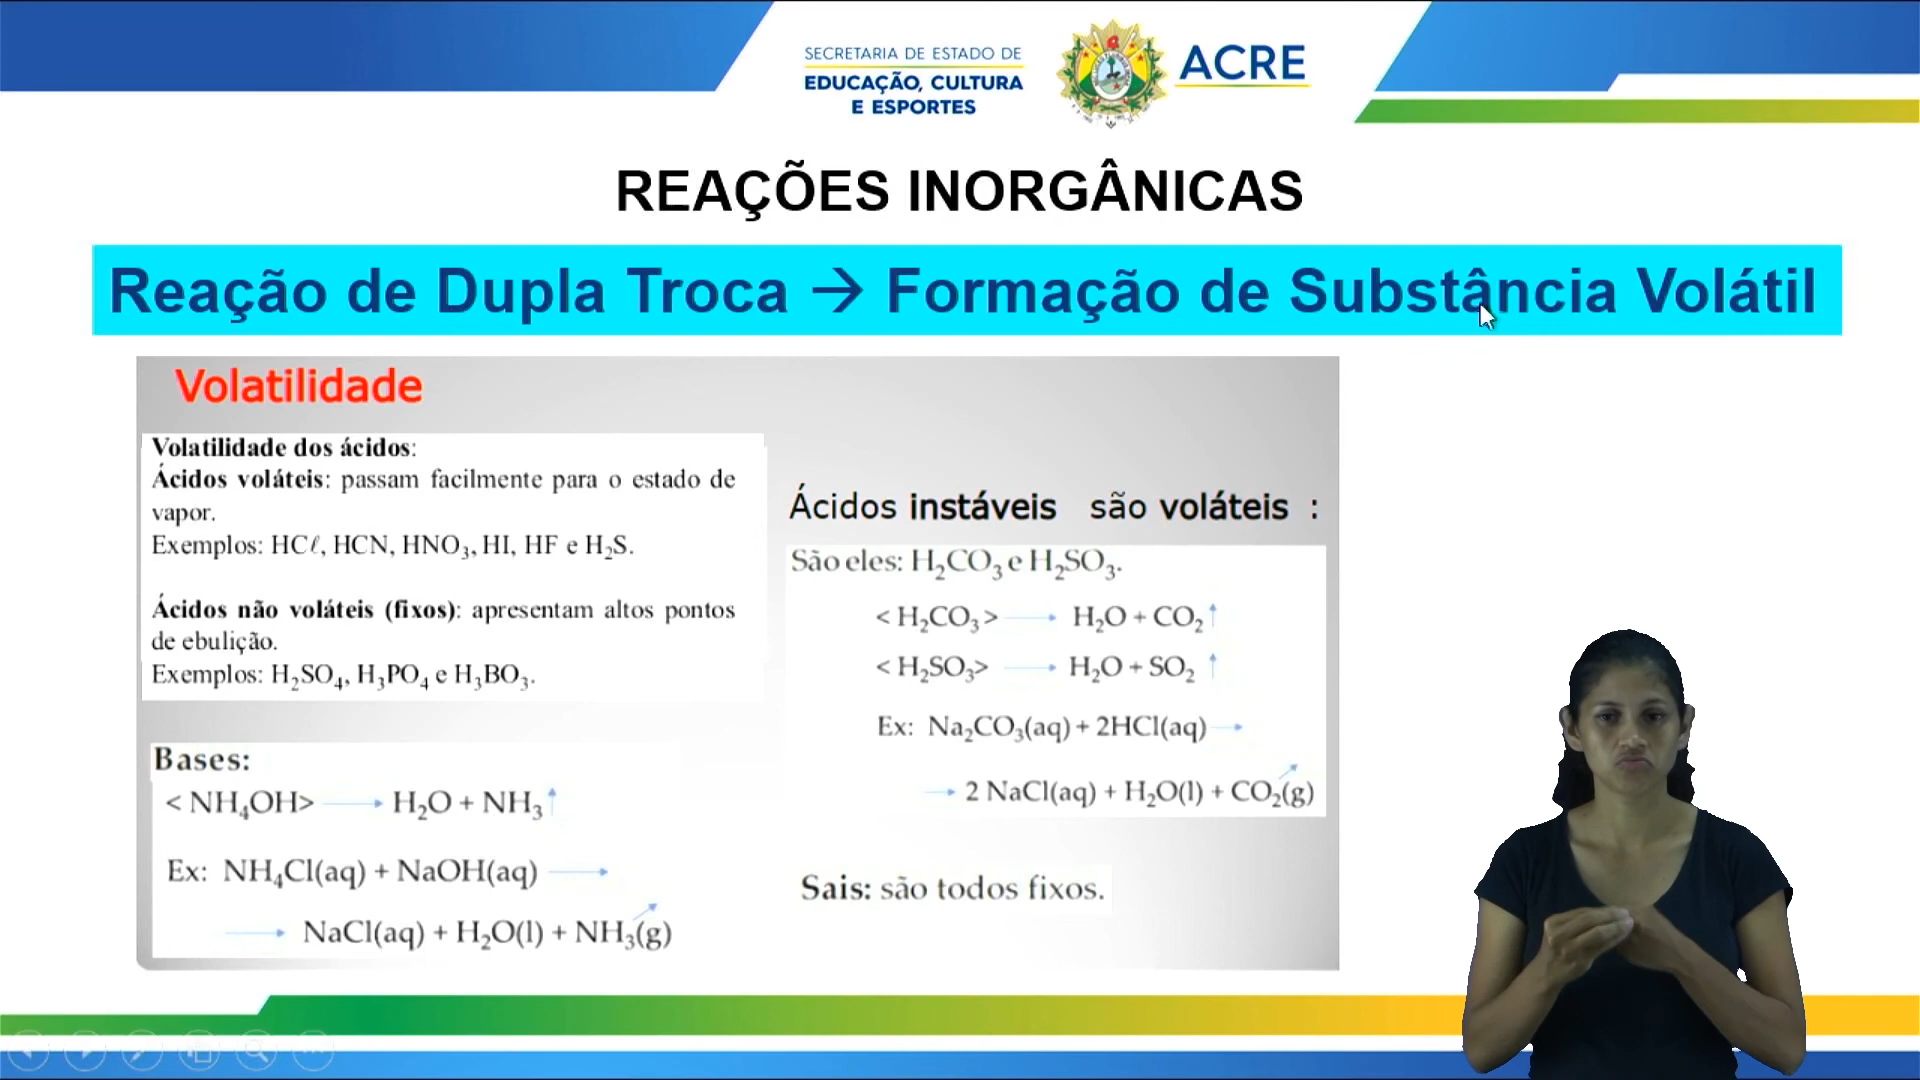 SECRETARIA DE ESTADO DE
EDUCAÇÃO, CULTURA
E ESPORTES
ACRE
REAÇÕES INORGÂNICAS
Reação de Dupla Troca → Formação de Substância Volátil
Volatilidade
Volatilidade dos ácidos:
Ácidos voláteis: passam facilmente para o estado de
vapor.
Exemplos: HCℓ, HCN, HNO₃, HI, HF e H₂S.
Ácidos não voláteis (fixos): apresentam altos pontos
de ebulição.
Exemplos: H₂SO₄, H₃PO₄ e H₃BO₃.
Bases:
< NH₄OH> → H₂O + NH₃↑
Ex: NH₄Cl(aq) + NaOH(aq) →
→ NaCl(aq) + H₂O(l) + NH₃(g)↗
Ácidos instáveis são voláteis :
São eles: H₂CO₃ e H₂SO₃.
< H₂CO₃ > → H₂O + CO₂↑
< H₂SO₃> → H₂O + SO₂ ↑
Ex: Na₂CO₃(aq) + 2HCl(aq) →
→ 2 NaCl(aq) + H₂O(l) + CO₂(g)↗
Sais: são todos fixos.